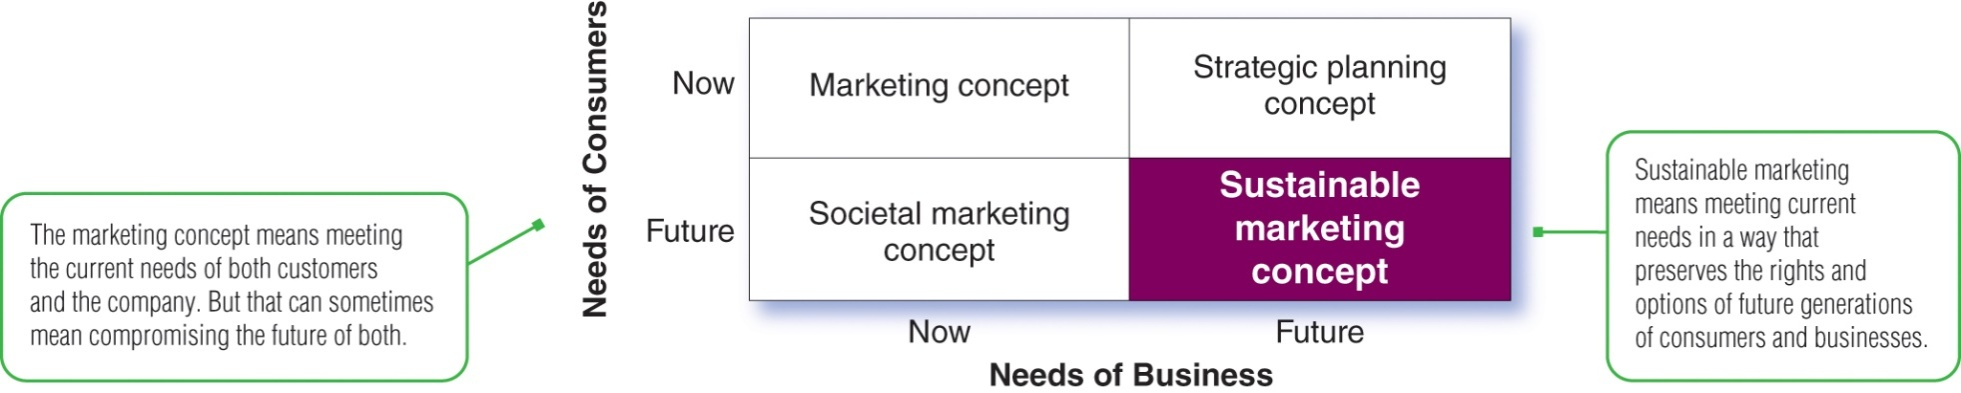 The marketing concept means meeting
the current needs of both customers
and the company. But that can sometimes
mean compromising the future of both.
Needs of Consumers
Now
Marketing concept
Strategic planning
concept
Future
Societal marketing
concept
Sustainable
marketing
concept
Now
Future
Needs of Business
Sustainable marketing
means meeting current
needs in a way that
preserves the rights and
options of future generations
of consumers and businesses.